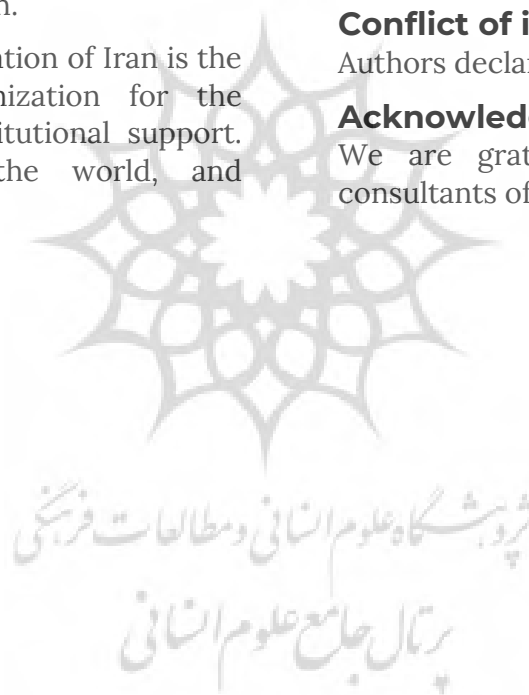 n.
ation of Iran is the
nization for the
itutional support.
the world, and
Conflict of i
Authors declar
Acknowled
We are grat
consultants of
پژوهشگاه علوم انسانی و مطالعات فرهنگی
پرتال جامع علوم انسانی